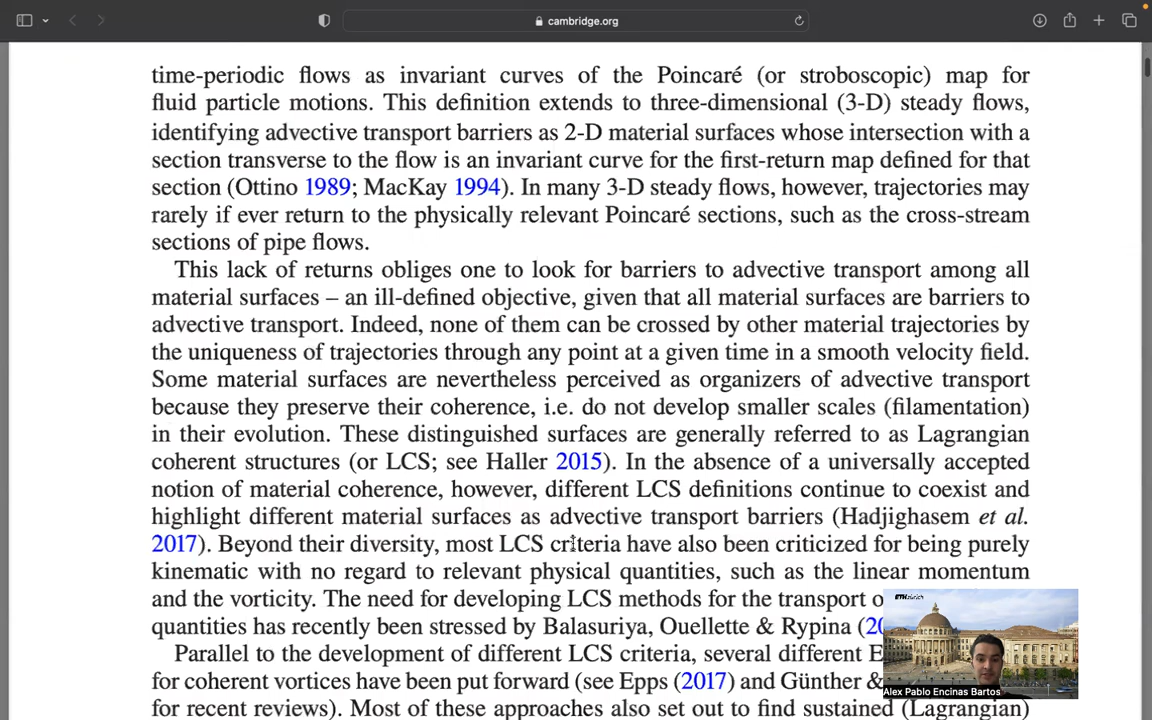 cambridge.org
time-periodic flows as invariant curves of the Poincaré (or stroboscopic) map for
fluid particle motions. This definition extends to three-dimensional (3-D) steady flows,
identifying advective transport barriers as 2-D material surfaces whose intersection with a
section transverse to the flow is an invariant curve for the first-return map defined for that
section (Ottino 1989; MacKay 1994). In many 3-D steady flows, however, trajectories may
rarely if ever return to the physically relevant Poincaré sections, such as the cross-stream
sections of pipe flows.
This lack of returns obliges one to look for barriers to advective transport among all
material surfaces – an ill-defined objective, given that all material surfaces are barriers to
advective transport. Indeed, none of them can be crossed by other material trajectories by
the uniqueness of trajectories through any point at a given time in a smooth velocity field.
Some material surfaces are nevertheless perceived as organizers of advective transport
because they preserve their coherence, i.e. do not develop smaller scales (filamentation)
in their evolution. These distinguished surfaces are generally referred to as Lagrangian
coherent structures (or LCS; see Haller 2015). In the absence of a universally accepted
notion of material coherence, however, different LCS definitions continue to coexist and
highlight different material surfaces as advective transport barriers (Hadjighasem et al.
2017). Beyond their diversity, most LCS criteria have also been criticized for being purely
kinematic with no regard to relevant physical quantities, such as the linear momentum
and the vorticity. The need for developing LCS methods for the transport o
quantities has recently been stressed by Balasuriya, Ouellette & Rypina (20
Parallel to the development of different LCS criteria, several different E
for coherent vortices have been put forward (see Epps (2017) and Günther &
for recent reviews). Most of these approaches also set out to find sustained (Lagrangian)
ETH zürich
Alex Pablo Encinas Bartos